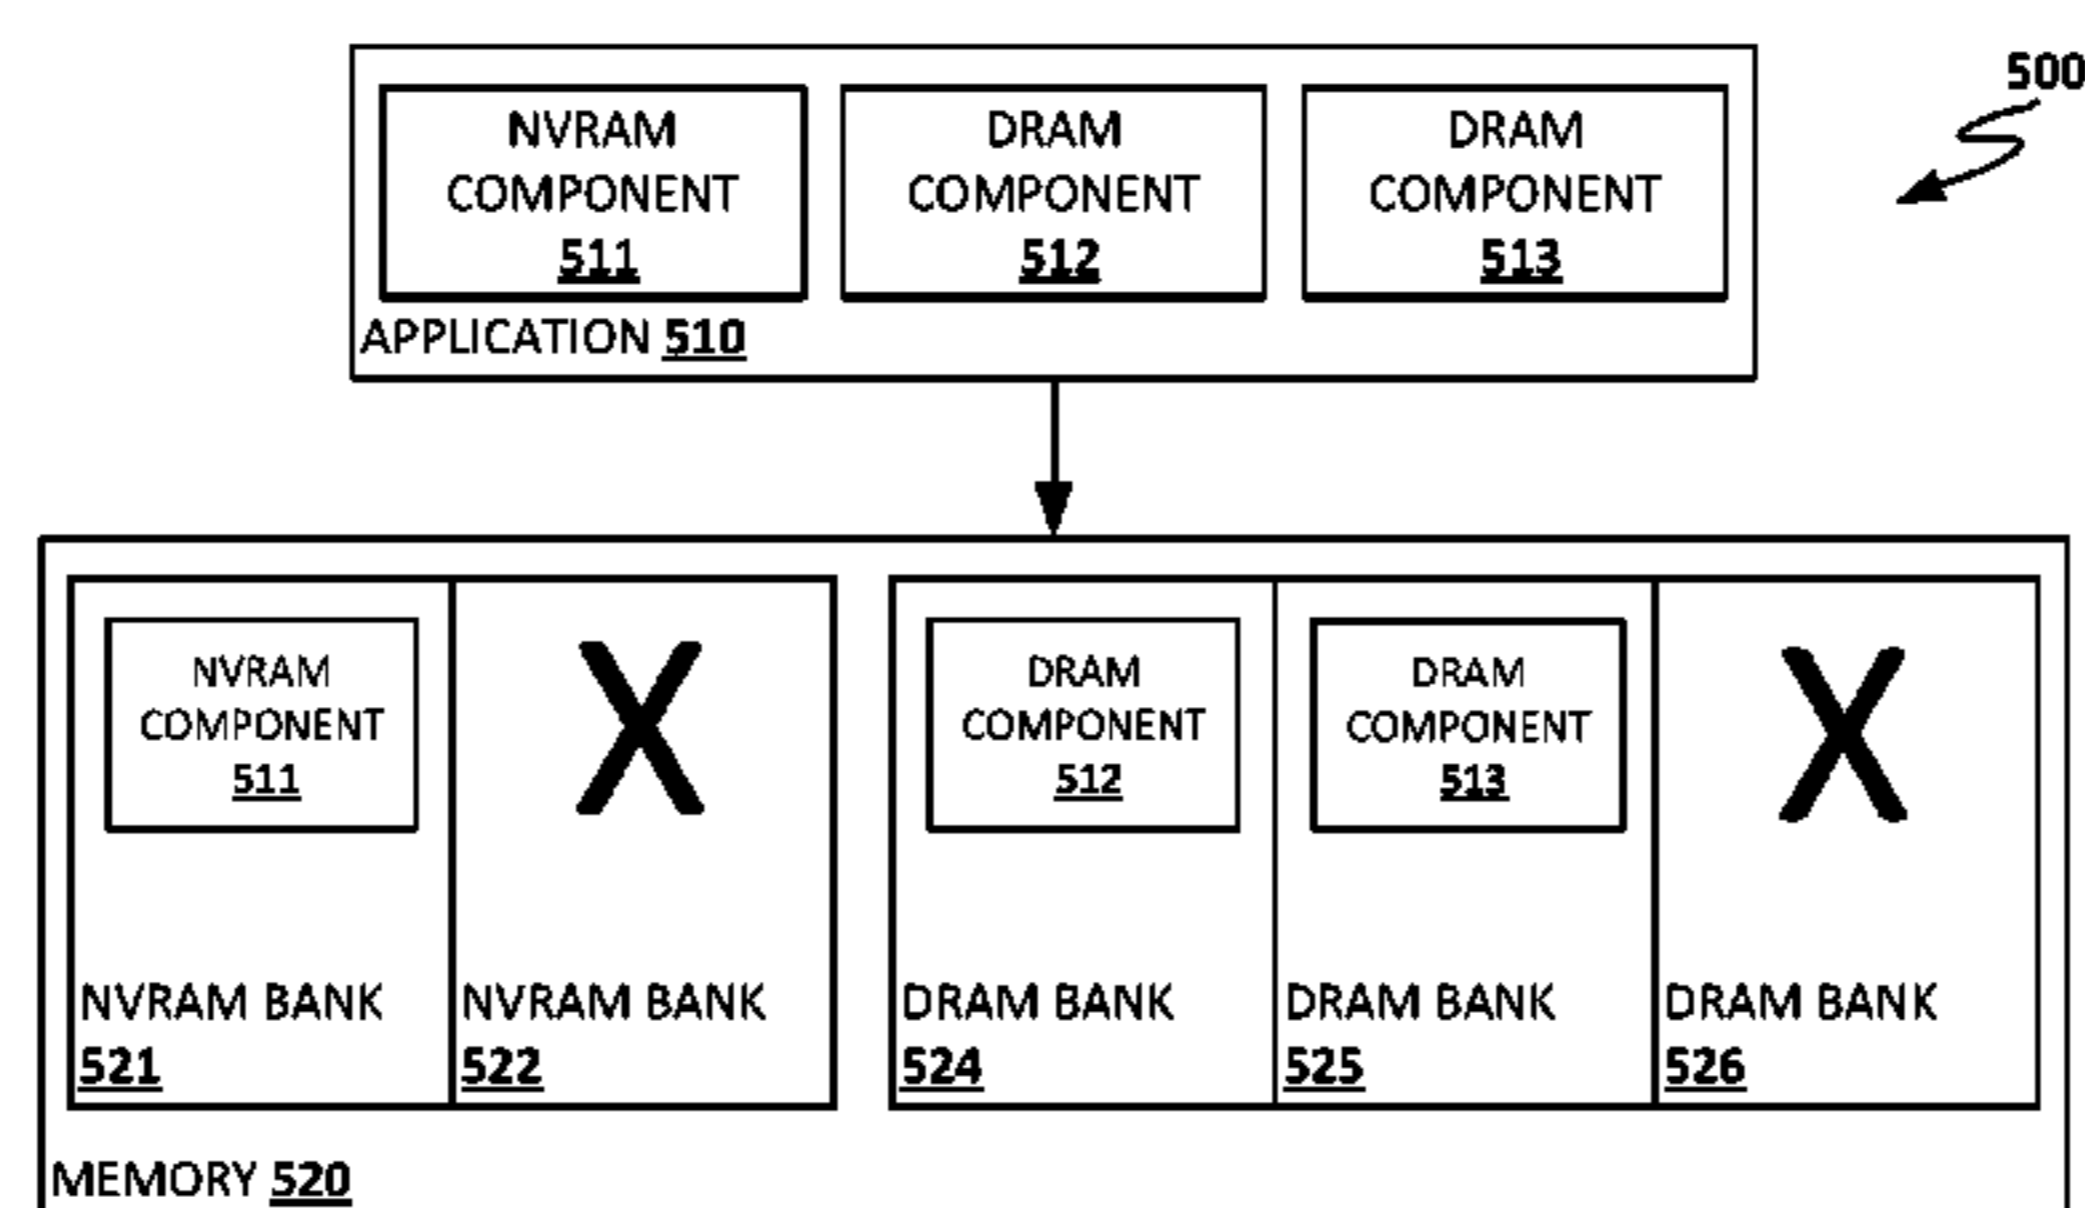 500
NVRAM
COMPONENT
511
DRAM
COMPONENT
512
DRAM
COMPONENT
513
APPLICATION 510
NVRAM
COMPONENT
511
X
DRAM
COMPONENT
512
DRAM
COMPONENT
513
X
NVRAM BANK
521
NVRAM BANK
522
DRAM BANK
524
DRAM BANK
525
DRAM BANK
526
MEMORY 520